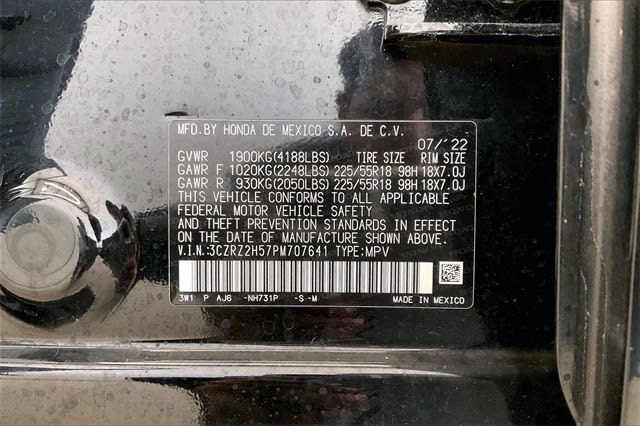 MFD.BY HONDA DE MEXICO S.A. DE C.V.
07/'22
GVWR 1900KG(4188LBS) TIRE SIZE RIM SIZE
GAWR F 1020KG(2248LBS) 225/55R18 98H 18X7.0J
GAWR R 930KG(2050LBS) 225/55R18 98H 18X7.0J
THIS VEHICLE CONFORMS TO ALL APPLICABLE
FEDERAL MOTOR VEHICLE SAFETY
AND THEFT PREVENTION STANDARDS IN EFFECT
ON THE DATE OF MANUFACTURE SHOWN ABOVE.
V.I.N:3CZRZ2H57PM707641 TYPE:MPV
3W1 P AJ6 -NH731P -S-M MADE IN MEXICO